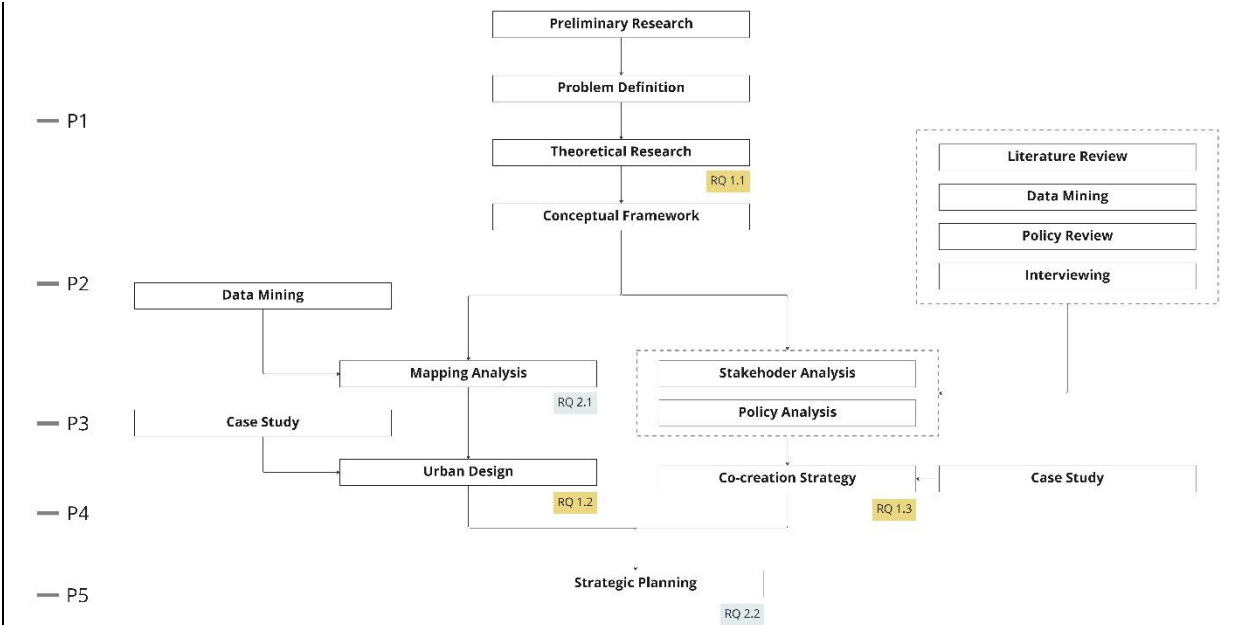 Preliminary Research
Problem Definition
P1
Theoretical Research
Literature Review
RQ 1.1
Data Mining
Conceptual Framework
Policy Review
Interviewing
P2
Data Mining
Mapping Analysis
Stakehoder Analysis
RQ 2.1
Policy Analysis
P3
Case Study
Urban Design
Co-creation Strategy
Case Study
RQ 1.2
RQ 1.3
P4
Strategic Planning
P5
RQ 2.2